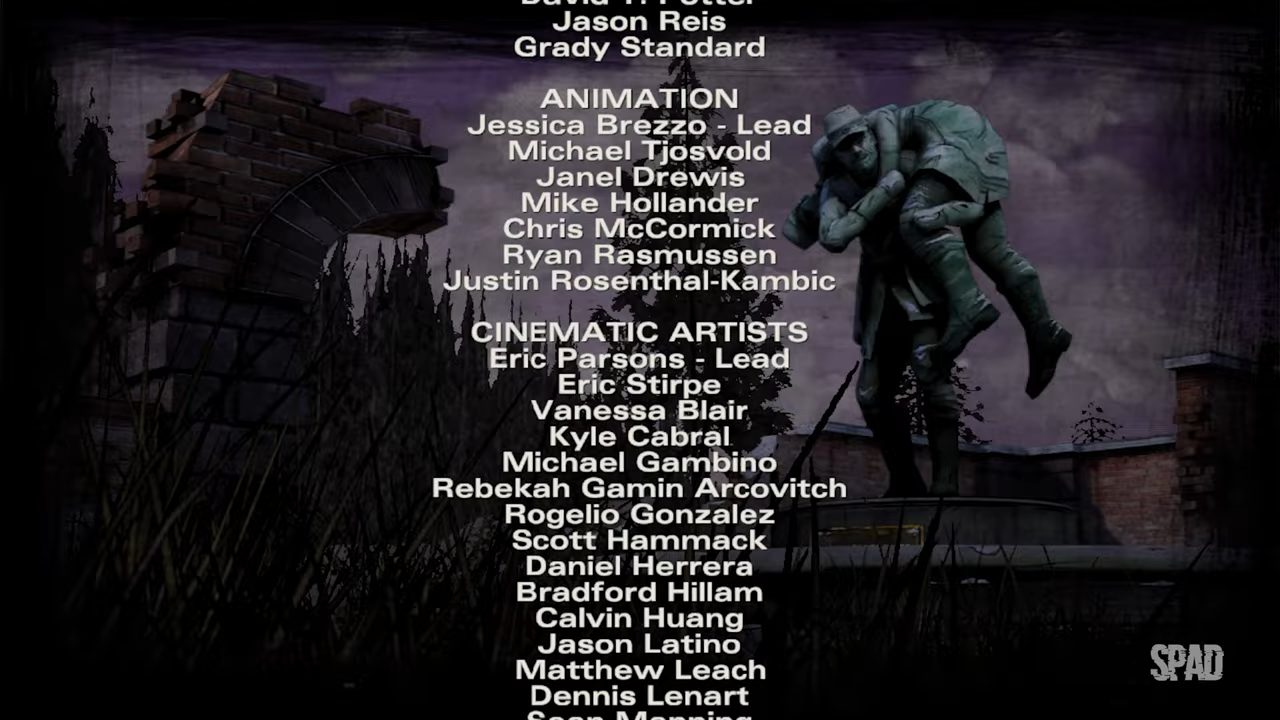 Jason Reis
Grady Standard
ANIMATION
Jessica Brezzo - Lead
Michael Tjosvold
Janel Drewis
Mike Hollander
Chris McCormick
Ryan Rasmussen
Justin Rosenthal-Kambic
CINEMATIC ARTISTS
Eric Parsons - Lead
Eric Stirpe
Vanessa Blair
Kyle Cabral
Michael Gambino
Rebekah Gamin Arcovitch
Rogelio Gonzalez
Scott Hammack
Daniel Herrera
Bradford Hillam
Calvin Huang
Jason Latino
Matthew Leach
Dennis Lenart
SPAD